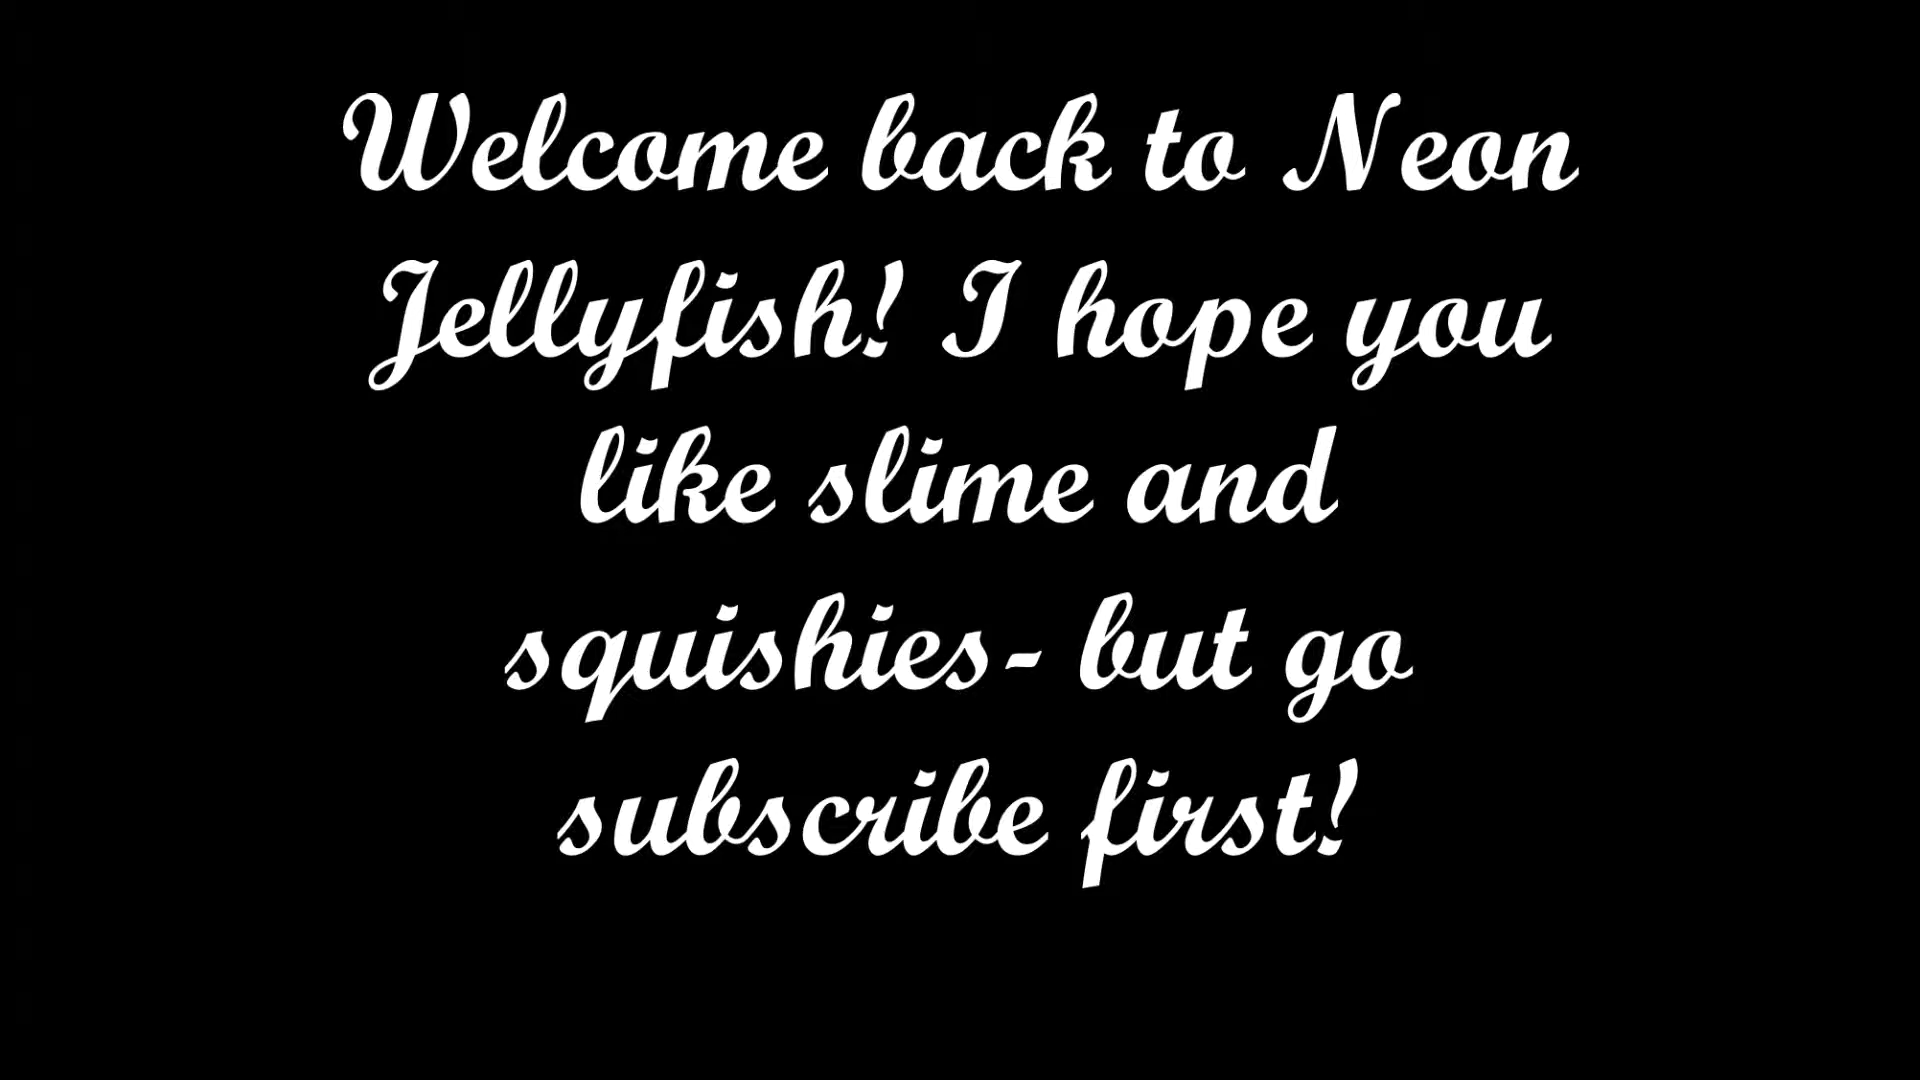 Welcome back to Neon
Jellyfish! I hope you
like slime and
squishies- but go
subscribe first!